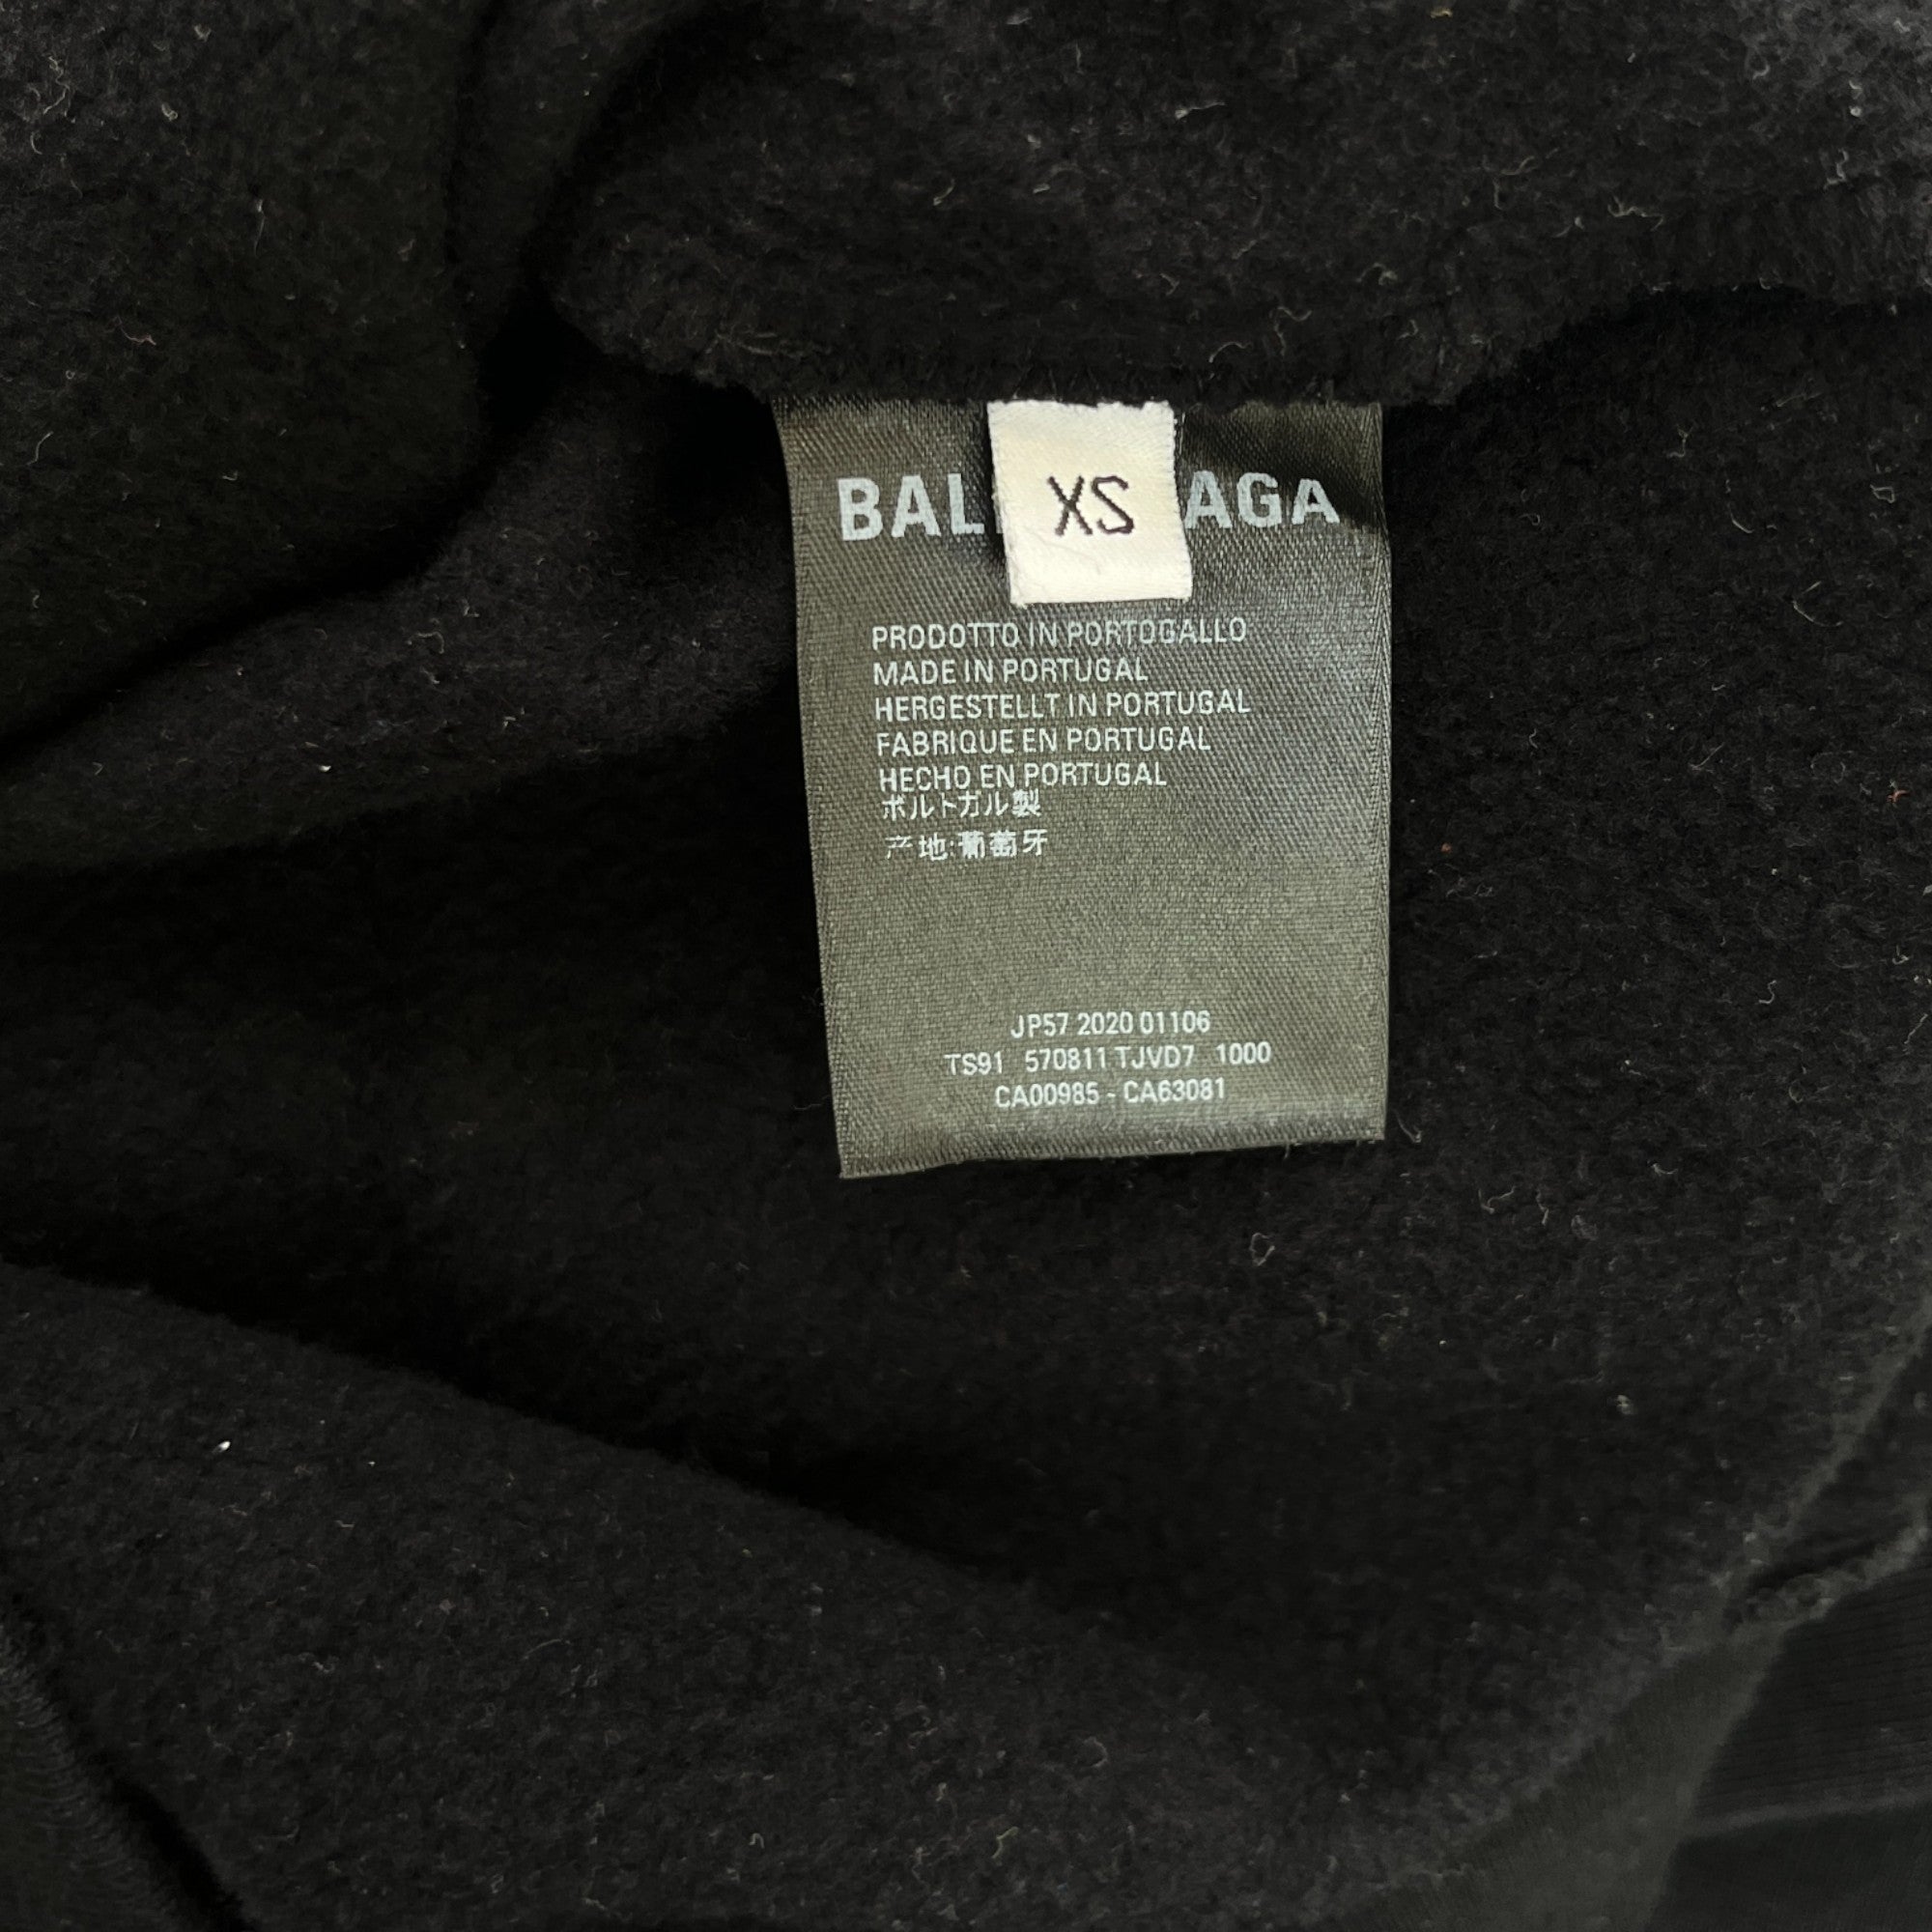 BAL AGA
XS
PRODOTTO IN PORTOGALLO
MADE IN PORTUGAL
HERGESTELLT IN PORTUGAL
FABRIQUE EN PORTUGAL
HECHO EN PORTUGAL
ポルトガル製
产地:葡萄牙
JP57 2020 01106
TS91 570811 TJVD7 1000
CA00985 - CA63081